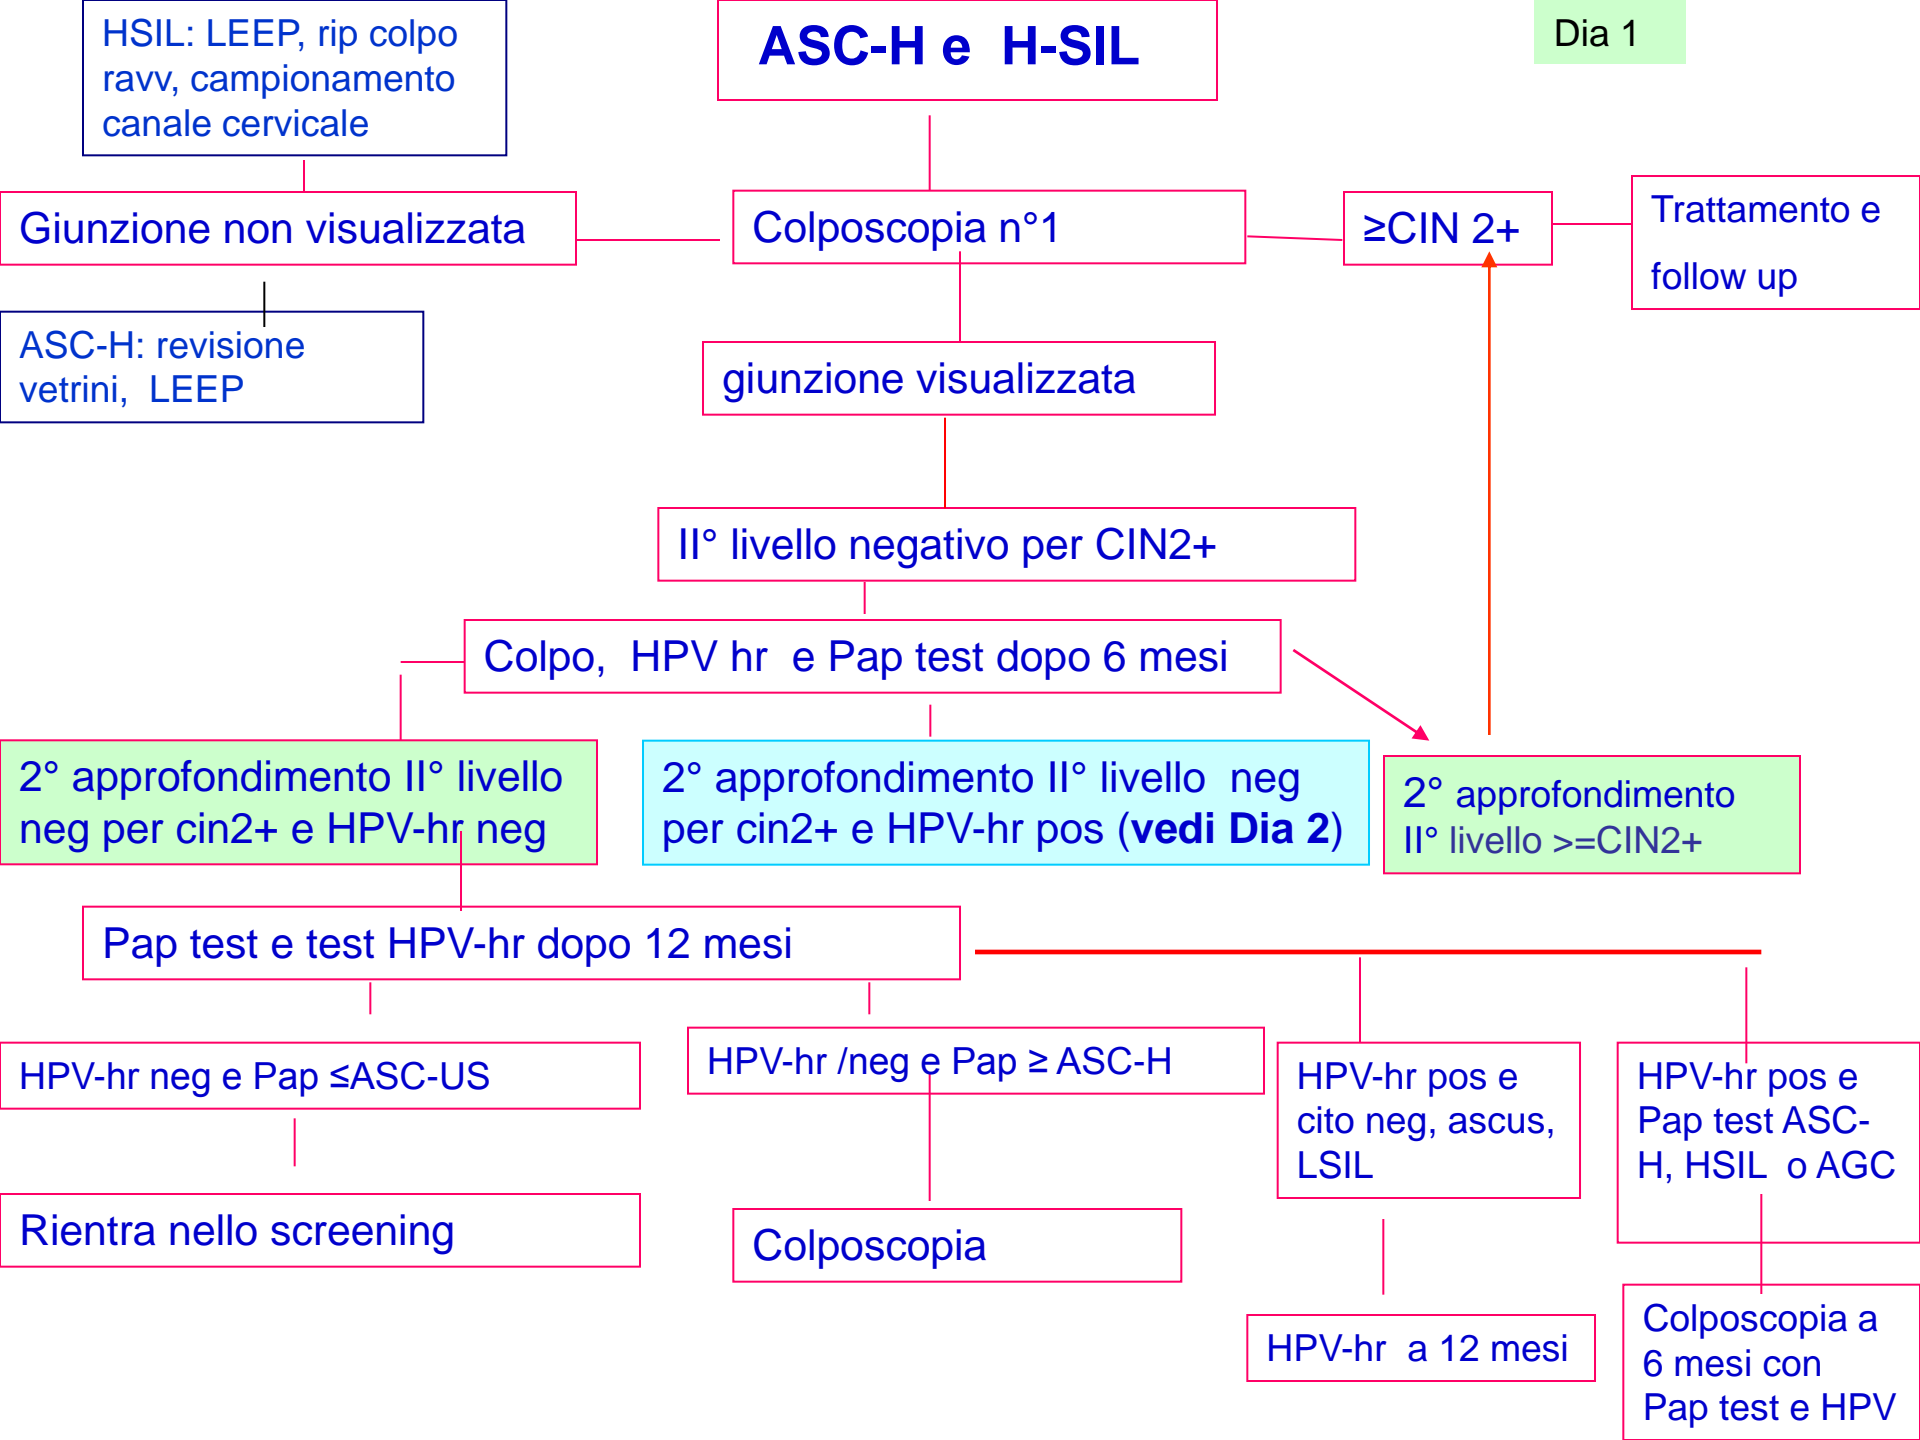 HSIL: LEEP, rip colpo
ravv, campionamento
canale cervicale
ASC-H e H-SIL
Dia 1
Giunzione non visualizzata
Colposcopia n°1
≥CIN 2+
Trattamento e
follow up
ASC-H: revisione
vetrini, LEEP
giunzione visualizzata
II° livello negativo per CIN2+
Colpo, HPV hr e Pap test dopo 6 mesi
2° approfondimento II° livello
neg per cin2+ e HPV-hr neg
2° approfondimento II° livello neg
per cin2+ e HPV-hr pos (vedi Dia 2)
2° approfondimento
II° livello >=CIN2+
Pap test e test HPV-hr dopo 12 mesi
HPV-hr neg e Pap ≤ASC-US
HPV-hr /neg e Pap ≥ ASC-H
HPV-hr pos e
cito neg, ascus,
LSIL
HPV-hr pos e
Pap test ASC-
H, HSIL o AGC
Rientra nello screening
Colposcopia
HPV-hr a 12 mesi
Colposcopia a
6 mesi con
Pap test e HPV